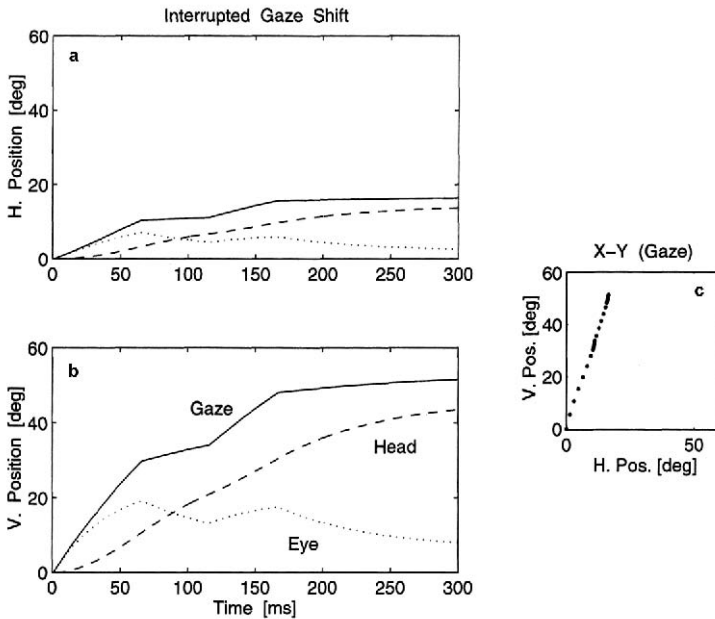 Interrupted Gaze Shift
a
H. Position [deg]
60
40
20
0
0 50 100 150 200 250 300
b
V. Position [deg]
60
40
20
0
Gaze
Head
Eye
0 50 100 150 200 250 300
Time [ms]
X-Y (Gaze)
c
V. Pos. [deg]
60
40
20
0
0 50
H. Pos. [deg]